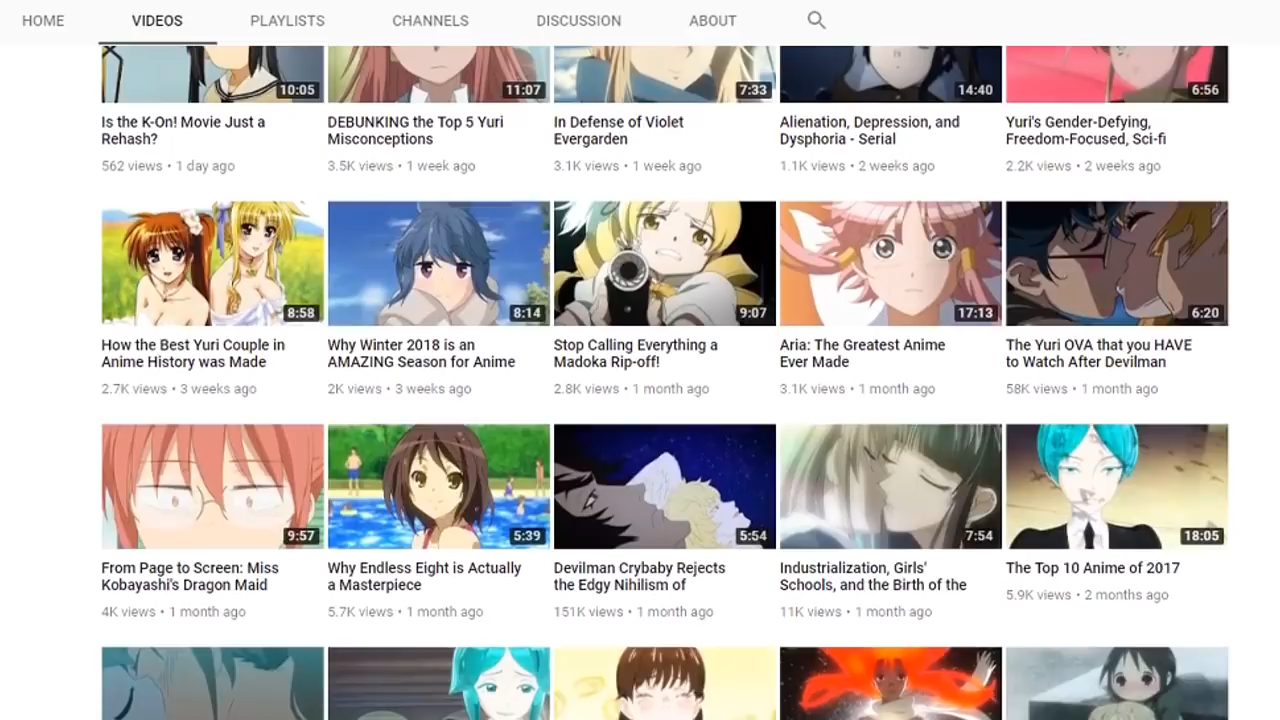 HOME VIDEOS PLAYLISTS CHANNELS DISCUSSION ABOUT
10:05 11:07 7:33 14:40 6:56
Is the K-On! Movie Just a
Rehash?
562 views • 1 day ago
DEBUNKING the Top 5 Yuri
Misconceptions
3.5K views • 1 week ago
In Defense of Violet
Evergarden
3.1K views • 1 week ago
Alienation, Depression, and
Dysphoria - Serial
1.1K views • 2 weeks ago
Yuri's Gender-Defying,
Freedom-Focused, Sci-fi
2.2K views • 2 weeks ago
8:58 8:14 9:07 17:13 6:20
How the Best Yuri Couple in
Anime History was Made
2.7K views • 3 weeks ago
Why Winter 2018 is an
AMAZING Season for Anime
2K views • 3 weeks ago
Stop Calling Everything a
Madoka Rip-off!
2.8K views • 1 month ago
Aria: The Greatest Anime
Ever Made
3.1K views • 1 month ago
The Yuri OVA that you HAVE
to Watch After Devilman
58K views • 1 month ago
9:57 5:39 5:54 7:54 18:05
From Page to Screen: Miss
Kobayashi's Dragon Maid
4K views • 1 month ago
Why Endless Eight is Actually
a Masterpiece
5.7K views • 1 month ago
Devilman Crybaby Rejects
the Edgy Nihilism of
151K views • 1 month ago
Industrialization, Girls'
Schools, and the Birth of the
11K views • 1 month ago
The Top 10 Anime of 2017
5.9K views • 2 months ago